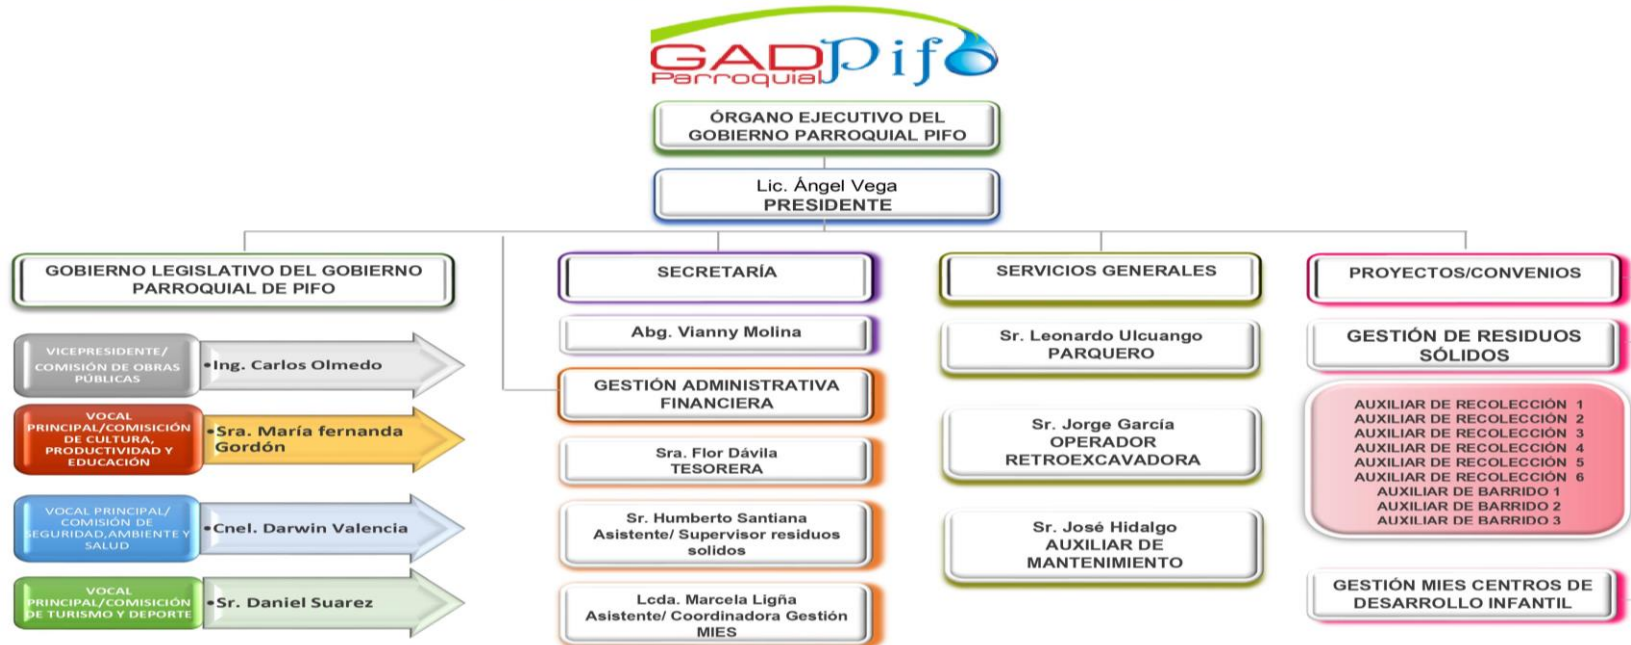 GAD Pifo
Parroquial
ÓRGANO EJECUTIVO DEL
GOBIERNO PARROQUIAL PIFO
Lic. Ángel Vega
PRESIDENTE
GOBIERNO LEGISLATIVO DEL GOBIERNO
PARROQUIAL DE PIFO
VICEPRESIDENTE/
COMISIÓN DE OBRAS
PÚBLICAS
•Ing. Carlos Olmedo
VOCAL
PRINCIPAL/COMISICIÓN
DE CULTURA,
PRODUCTIVIDAD Y
EDUCACIÓN
•Sra. María fernanda
Gordón
VOCAL PRINCIPAL/
COMISIÓN DE
SEGURIDAD,AMBIENTE Y
SALUD
•Cnel. Darwin Valencia
VOCAL
PRINCIPAL/COMISICIÓN
DE TURISMO Y DEPORTE
•Sr. Daniel Suarez
SECRETARÍA
Abg. Vianny Molina
GESTIÓN ADMINISTRATIVA
FINANCIERA
Sra. Flor Dávila
TESORERA
Sr. Humberto Santiana
Asistente/ Supervisor residuos
solidos
Lcda. Marcela Ligña
Asistente/ Coordinadora Gestión
MIES
SERVICIOS GENERALES
Sr. Leonardo Ulcuango
PARQUERO
Sr. Jorge García
OPERADOR
RETROEXCAVADORA
Sr. José Hidalgo
AUXILIAR DE
MANTENIMIENTO
PROYECTOS/CONVENIOS
GESTIÓN DE RESIDUOS
SÓLIDOS
AUXILIAR DE RECOLECCIÓN 1
AUXILIAR DE RECOLECCIÓN 2
AUXILIAR DE RECOLECCIÓN 3
AUXILIAR DE RECOLECCIÓN 4
AUXILIAR DE RECOLECCIÓN 5
AUXILIAR DE RECOLECCIÓN 6
AUXILIAR DE BARRIDO 1
AUXILIAR DE BARRIDO 2
AUXILIAR DE BARRIDO 3
GESTIÓN MIES CENTROS DE
DESARROLLO INFANTIL